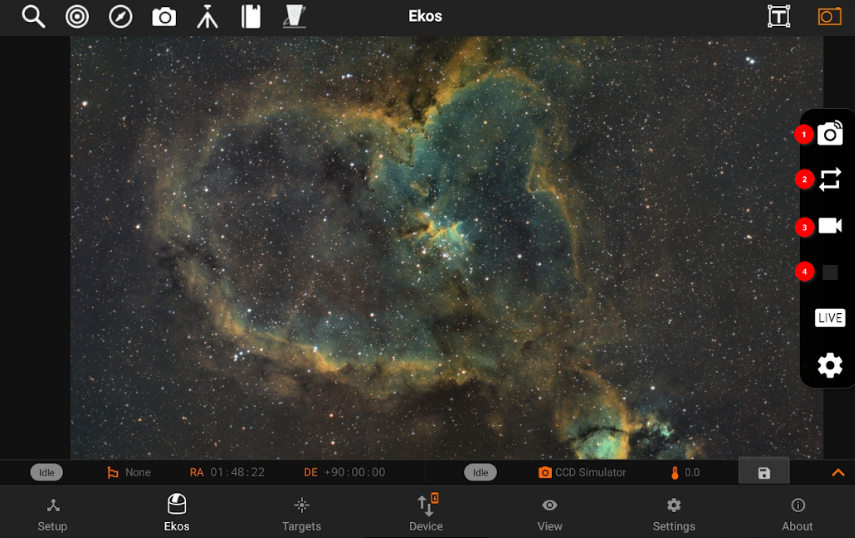 Ekos
T
1
2
3
4
LIVE
Idle None RA 01:48:22 DE +90:00:00 Idle CCD Simulator 0.0
Setup Ekos Targets Device View Settings About